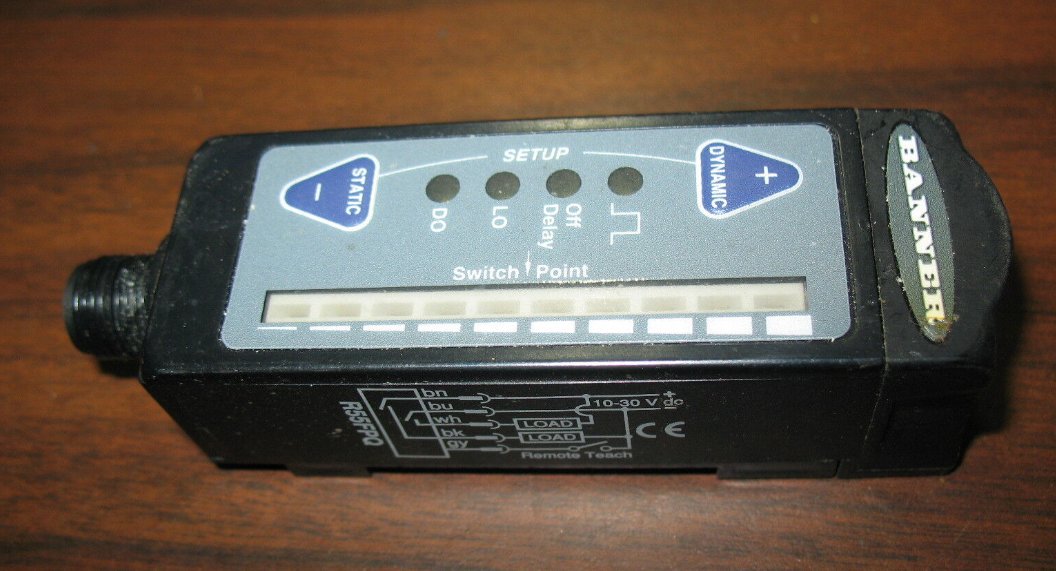 SETUP
STATIC
-
DYNAMIC
+
DO
LO
Off
Delay
Switch Point
BANNER
R55FPQ
bn
bu
wh
bk
gy
LOAD
LOAD
10-30 V dc
+
-
Remote Teach
CE